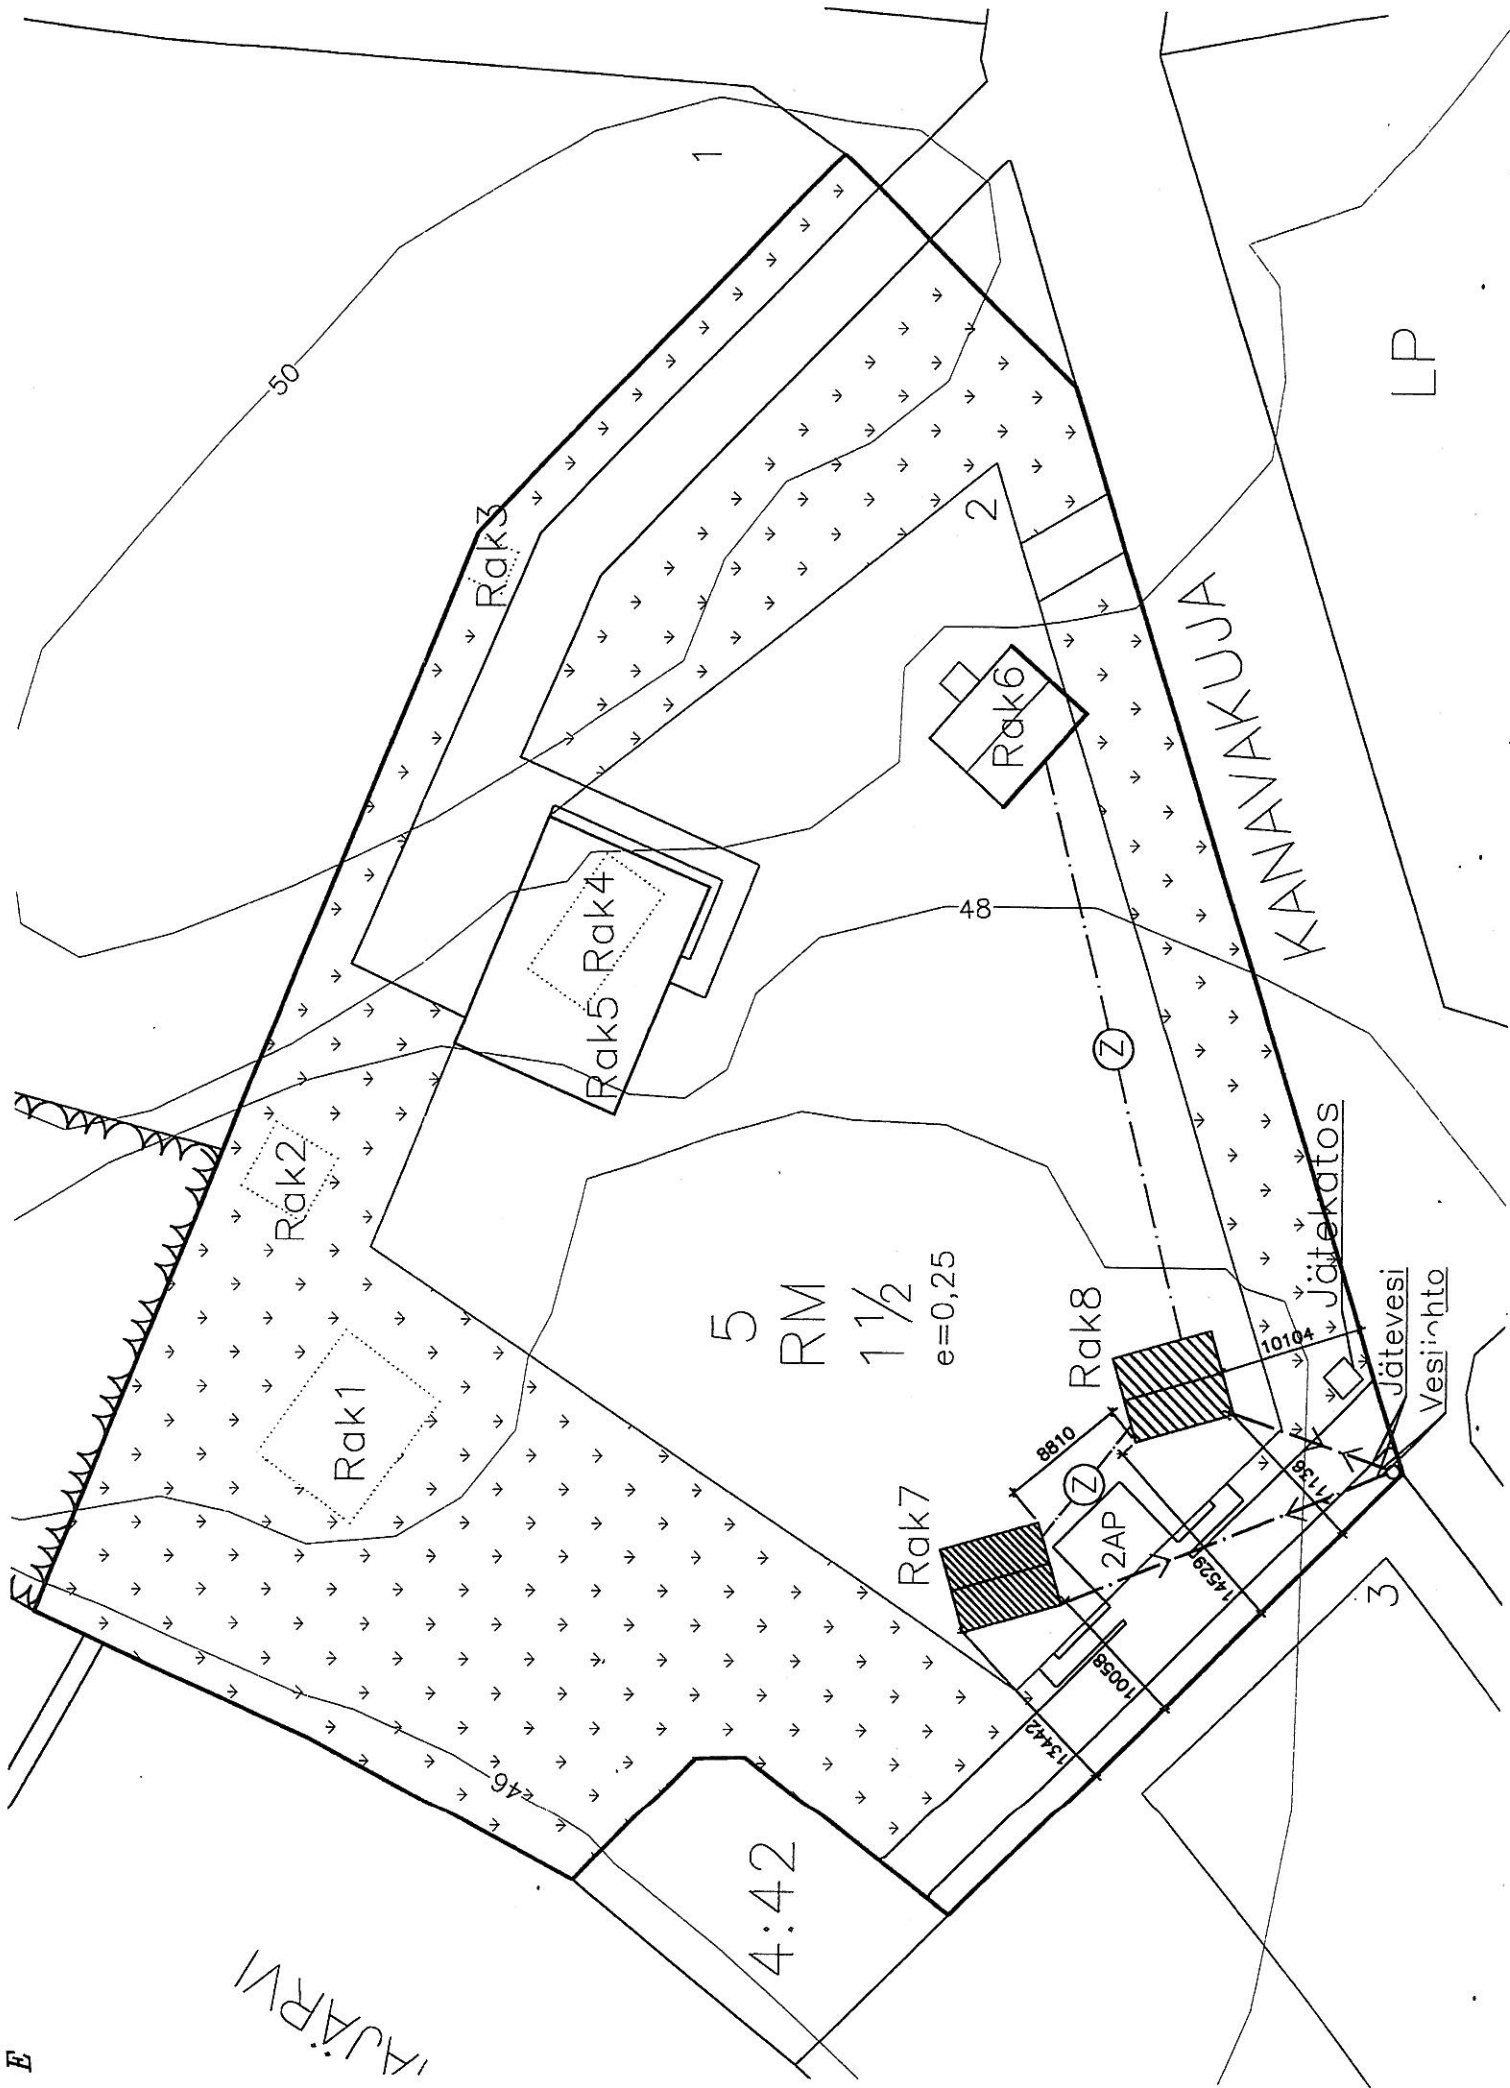 E
1
50
Rak3
2
LP
Rak6
KANAVAKUJA
Rak5 Rak4
48
Z
Rak2
Jätekatos
5
RM
1½
e=0,25
Rak8
10104
Jätevesi
Rak1
8810
Z
Rak7
2AP
11136
14529
3
10058
13442
46
4:42